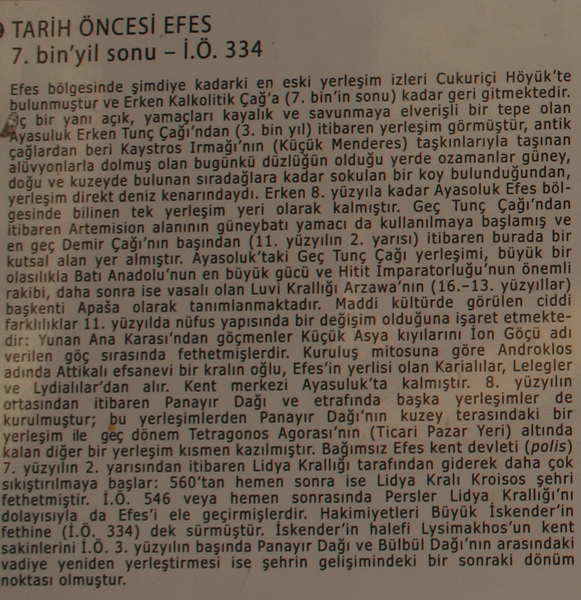 TARİH ÖNCESİ EFES
7. bin'yil sonu – İ.Ö. 334
Efes bölgesinde şimdiye kadarki en eski yerleşim izleri Cukuriçi Höyük'te
bulunmuştur ve Erken Kalkolitik Çağ'a (7. bin'in sonu) kadar geri gitmektedir.
Üç bir yanı açık, yamaçları kayalık ve savunmaya elverişli bir tepe olan
Ayasuluk Erken Tunç Çağı'ndan (3. bin yıl) itibaren yerleşim görmüştür, antik
çağlardan beri Kaystros Irmağı'nın (Küçük Menderes) taşkınlarıyla taşınan
alüvyonlarla dolmuş olan bugünkü düzlüğün olduğu yerde ozamanlar güney,
doğu ve kuzeyde bulunan sıradağlara kadar sokulan bir koy bulunduğundan,
yerleşim direkt deniz kenarındaydı. Erken 8. yüzyıla kadar Ayasoluk Efes böl-
gesinde bilinen tek yerleşim yeri olarak kalmıştır. Geç Tunç Çağı'ndan
itibaren Artemision alanının güneybatı yamacı da kullanılmaya başlamış ve
en geç Demir Çağı'nın başından (11. yüzyılın 2. yarısı) itibaren burada bir
kutsal alan yer almıştır. Ayasoluk'taki Geç Tunç Çağı yerleşimi, büyük bir
olasılıkla Batı Anadolu'nun en büyük gücü ve Hitit İmparatorluğu'nun önemli
rakibi, daha sonra ise vasalı olan Luvi Krallığı Arzawa'nın (16.–13. yüzyıllar)
başkenti Apaša olarak tanımlanmaktadır. Maddi kültürde görülen ciddi
farklılıklar 11. yüzyılda nüfus yapısında bir değişim olduğuna işaret etmekte-
dir: Yunan Ana Karası'ndan göçmenler Küçük Asya kıyılarını İon Göçü adı
verilen göç sırasında fethetmişlerdir. Kuruluş mitosuna göre Androklos
adında Attikalı efsanevi bir kralın oğlu, Efes'in yerlisi olan Karialılar, Lelegler
ve Lydialılar'dan alır. Kent merkezi Ayasuluk'ta kalmıştır. 8. yüzyılın
ortasından itibaren Panayır Dağı ve etrafında başka yerleşimler de
kurulmuştur; bu yerleşimlerden Panayır Dağı'nın kuzey terasındaki bir
yerleşim ile geç dönem Tetragonos Agorası'nın (Ticari Pazar Yeri) altında
kalan diğer bir yerleşim kısmen kazılmıştır. Bağımsız Efes kent devleti (polis)
7. yüzyılın 2. yarısından itibaren Lidya Krallığı tarafından giderek daha çok
sıkıştırılmaya başlar: 560'tan hemen sonra ise Lidya Kralı Kroisos şehri
fethetmiştir. İ.Ö. 546 veya hemen sonrasında Persler Lidya Krallığı'nı
dolayısıyla da Efes'i ele geçirmişlerdir. Hakimiyetleri Büyük İskender'in
fethine (İ.Ö. 334) dek sürmüştür. İskender'in halefi Lysimakhos'un kent
sakinlerini İ.Ö. 3. yüzyılın başında Panayır Dağı ve Bülbül Dağı'nın arasındaki
vadiye yeniden yerleştirmesi ise şehrin gelişimindeki bir sonraki dönüm
noktası olmuştur.